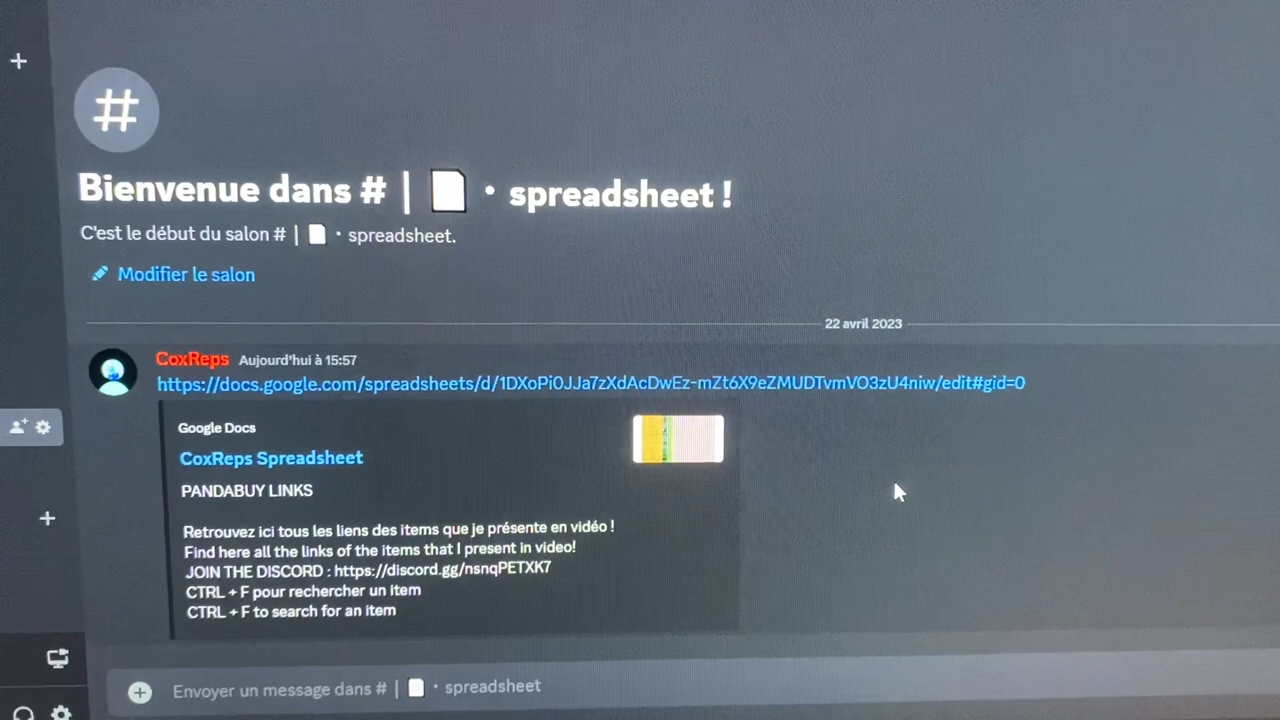 Bienvenue dans # | • spreadsheet !
C'est le début du salon # | • spreadsheet.
Modifier le salon
22 avril 2023
CoxReps Aujourd'hui à 15:57
https://docs.google.com/spreadsheets/d/1DXoPi0JJa7zXdAcDwEz-mZt6X9eZMUDTvmVO3zU4niw/edit#gid=0
Google Docs
CoxReps Spreadsheet
PANDABUY LINKS
Retrouvez ici tous les liens des items que je présente en vidéo !
Find here all the links of the items that I present in video!
JOIN THE DISCORD : https://discord.gg/nsnqPETXK7
CTRL + F pour rechercher un item
CTRL + F to search for an item
Envoyer un message dans # | • spreadsheet